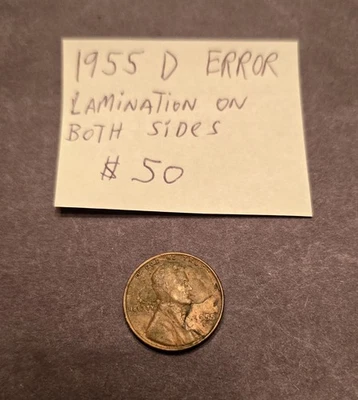 1955 D ERROR
LAMINATION ON
BOTH SIDES
$50